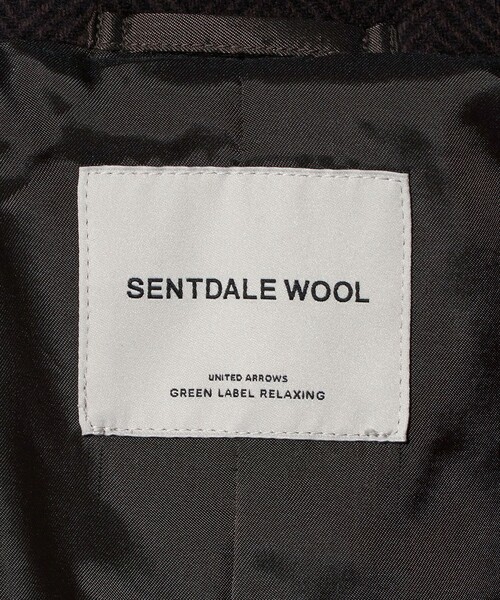 SENTDALE WOOL
UNITED ARROWS
GREEN LABEL RELAXING